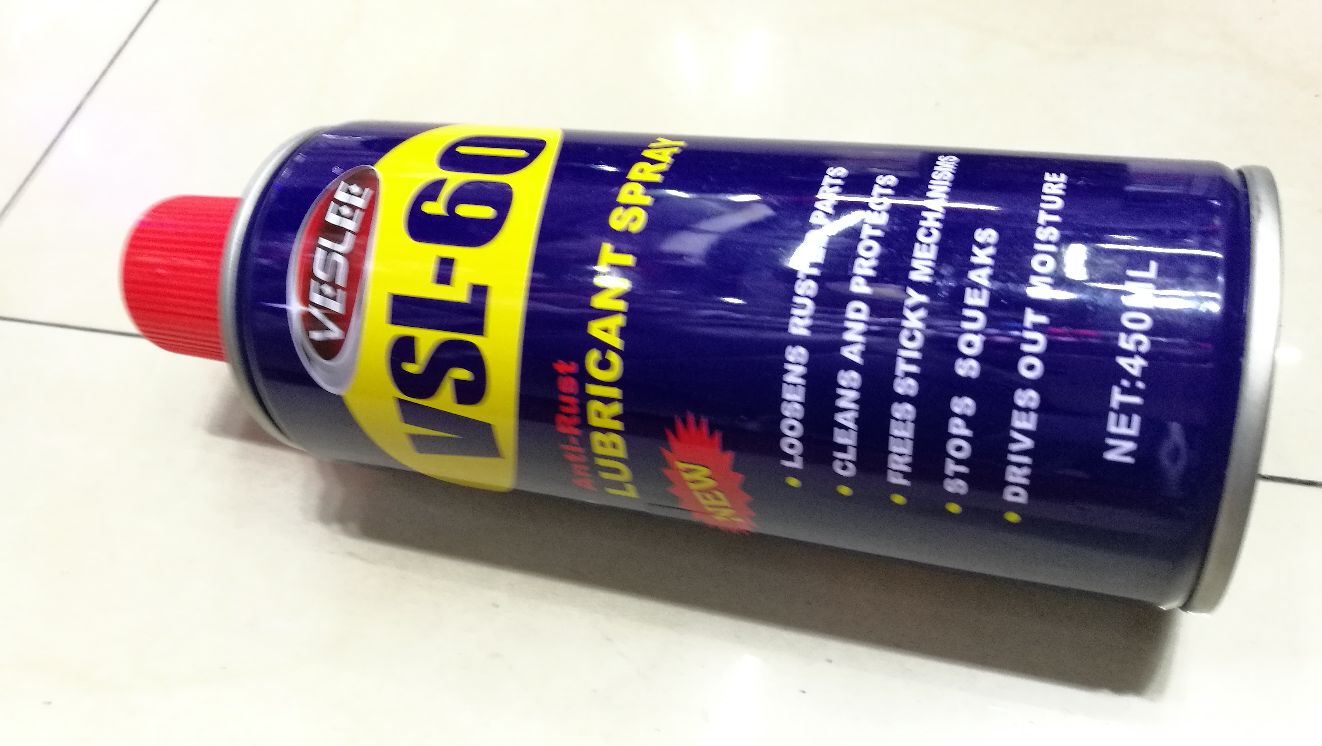 VESLEE
VSL-60
Anti-Rust
LUBRICANT SPRAY
NEW
• LOOSENS RUSTED PARTS
• CLEANS AND PROTECTS
• FREES STICKY MECHANISMS
• STOPS SQUEAKS
• DRIVES OUT MOISTURE
NET:450ML